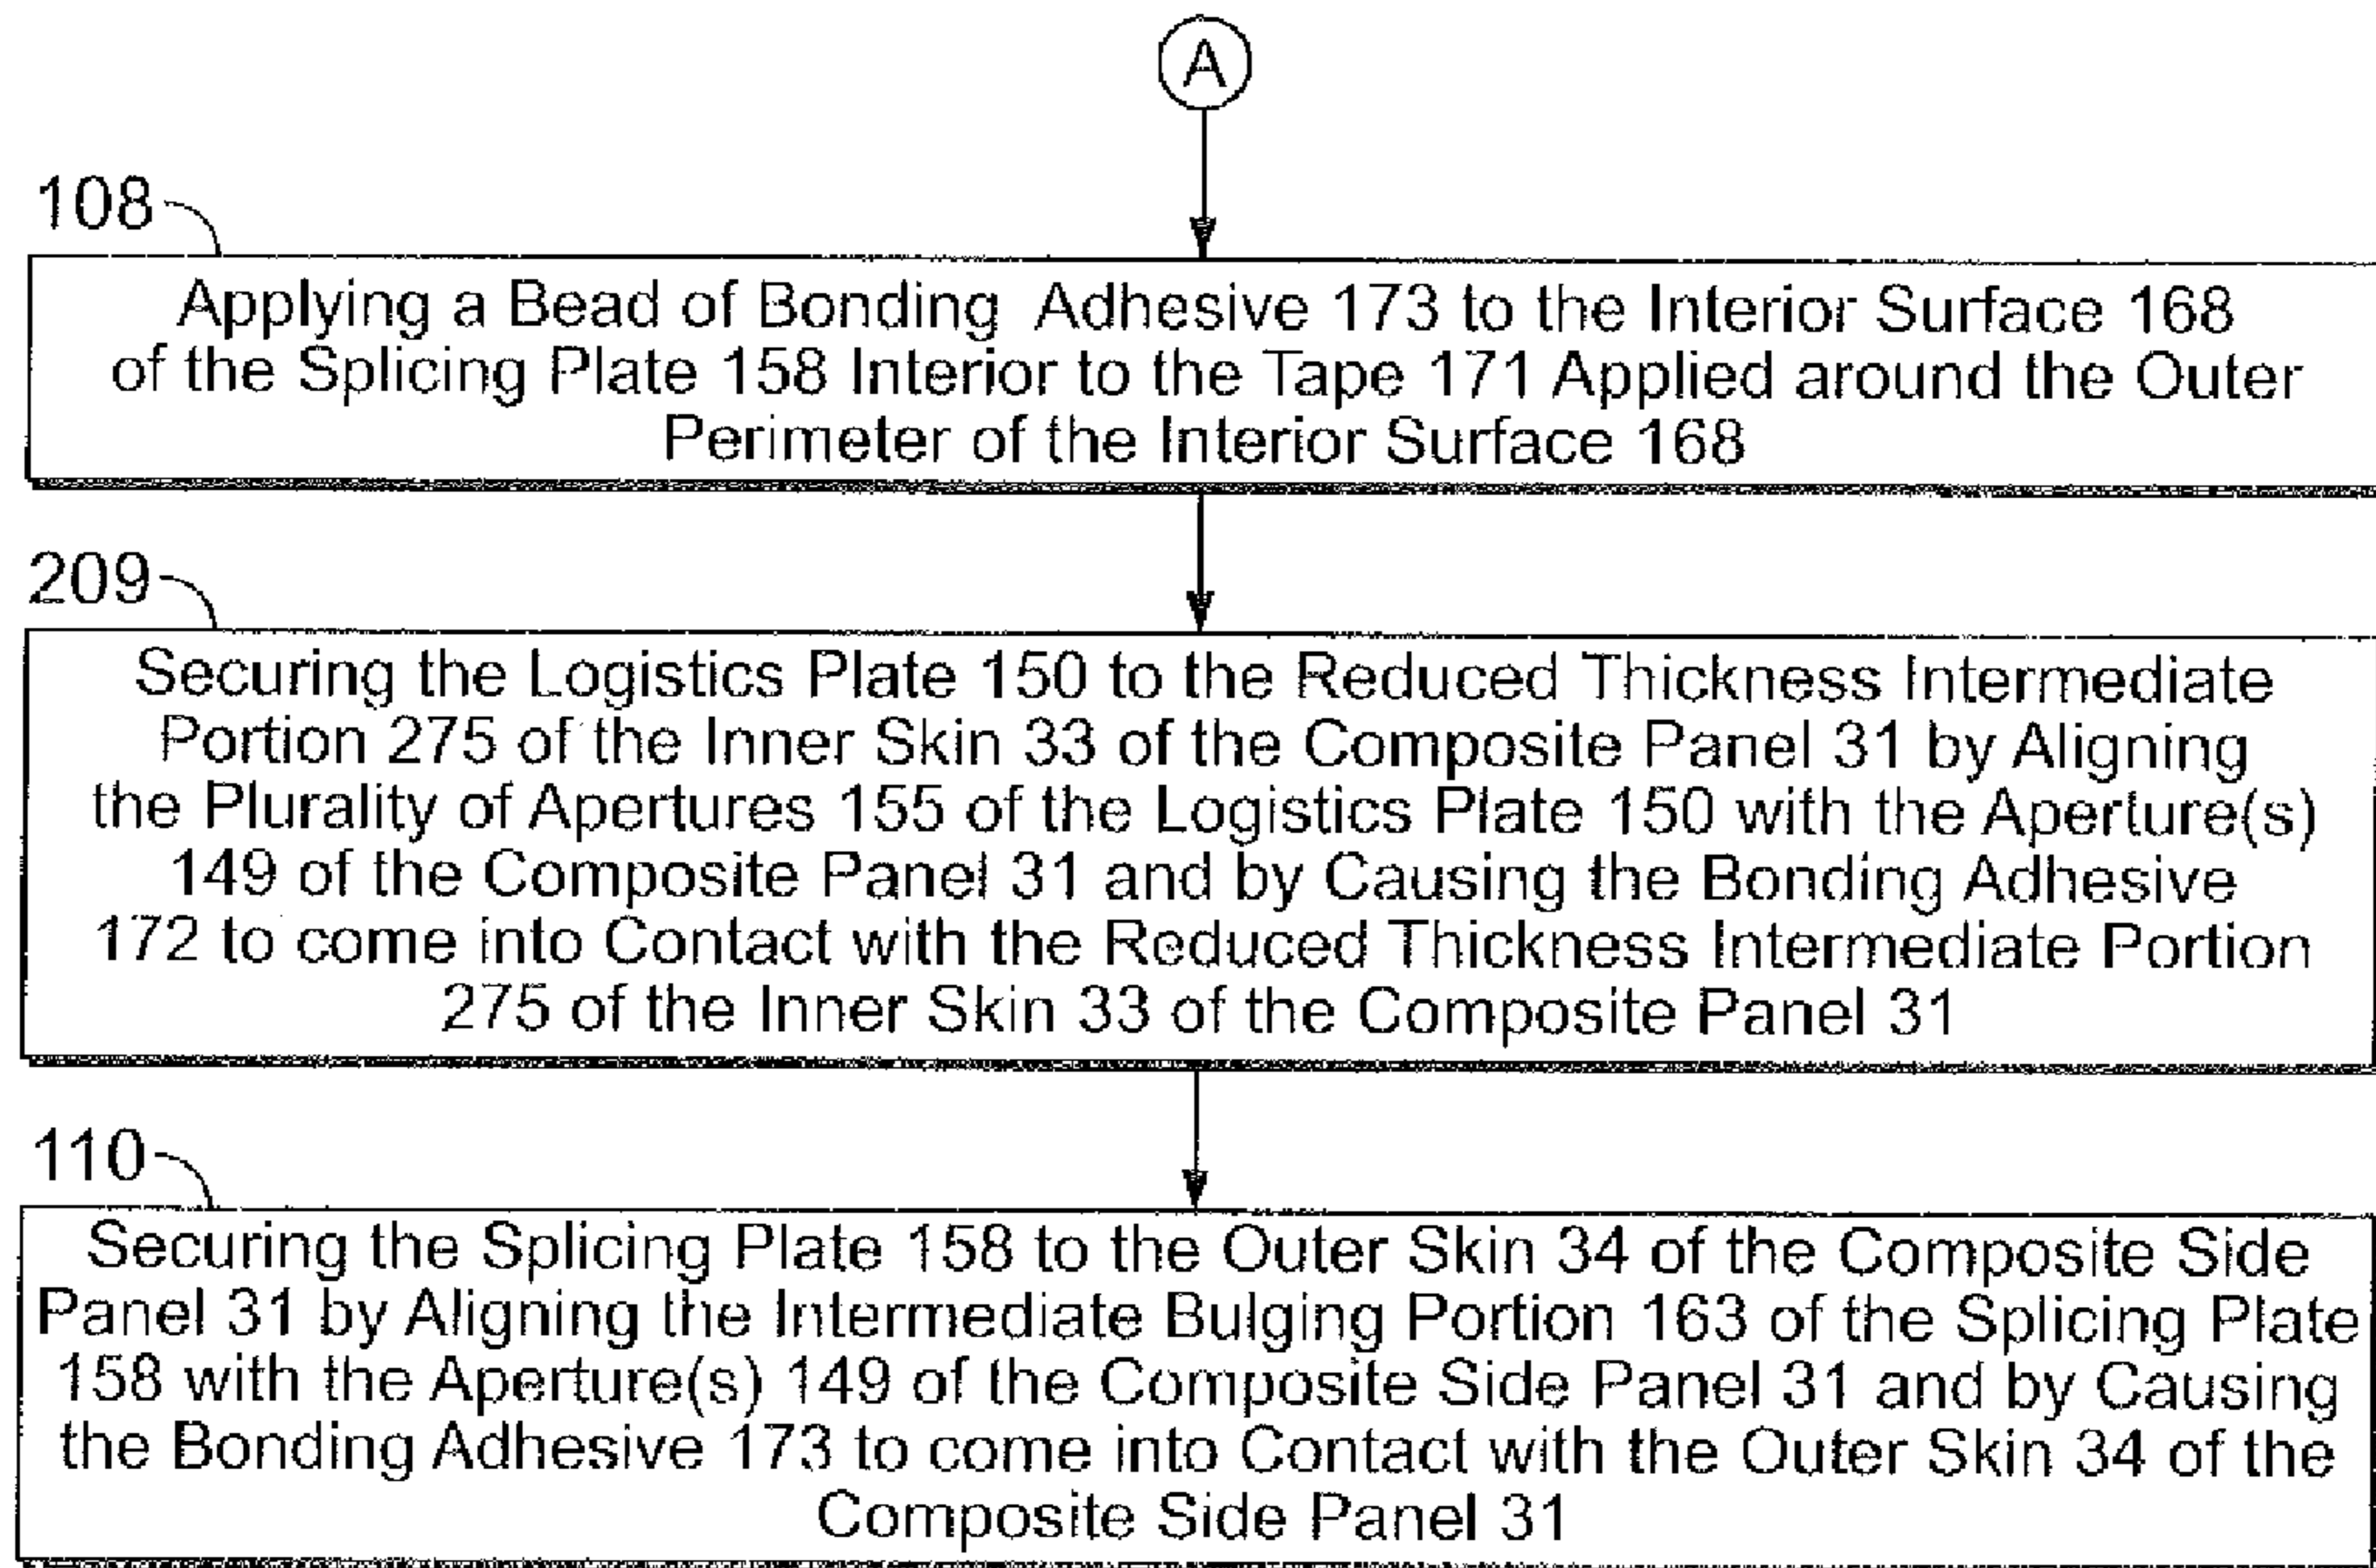 A
108
Applying a Bead of Bonding Adhesive 173 to the Interior Surface 168
of the Splicing Plate 158 Interior to the Tape 171 Applied around the Outer
Perimeter of the Interior Surface 168
209
Securing the Logistics Plate 150 to the Reduced Thickness Intermediate
Portion 275 of the Inner Skin 33 of the Composite Panel 31 by Aligning
the Plurality of Apertures 155 of the Logistics Plate 150 with the Aperture(s)
149 of the Composite Panel 31 and by Causing the Bonding Adhesive
172 to come into Contact with the Reduced Thickness Intermediate Portion
275 of the Inner Skin 33 of the Composite Panel 31
110
Securing the Splicing Plate 158 to the Outer Skin 34 of the Composite Side
Panel 31 by Aligning the Intermediate Bulging Portion 163 of the Splicing Plate
158 with the Aperture(s) 149 of the Composite Side Panel 31 and by Causing
the Bonding Adhesive 173 to come into Contact with the Outer Skin 34 of the
Composite Side Panel 31